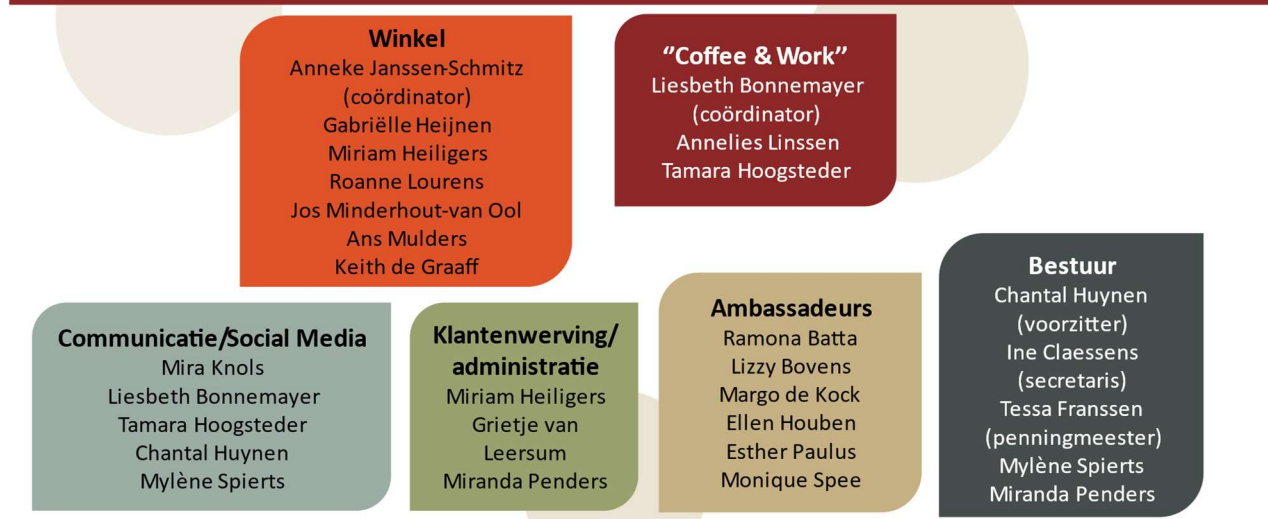 Winkel
Anneke Janssen-Schmitz
(coördinator)
Gabriëlle Heijnen
Miriam Heiligers
Roanne Lourens
Jos Minderhout-van Ool
Ans Mulders
Keith de Graaff
‘’Coffee & Work’’
Liesbeth Bonnemayer
(coördinator)
Annelies Linssen
Tamara Hoogsteder
Communicatie/Social Media
Mira Knols
Liesbeth Bonnemayer
Tamara Hoogsteder
Chantal Huynen
Mylène Spierts
Klantenwerving/
administratie
Miriam Heiligers
Grietje van
Leersum
Miranda Penders
Ambassadeurs
Ramona Batta
Lizzy Bovens
Margo de Kock
Ellen Houben
Esther Paulus
Monique Spee
Bestuur
Chantal Huynen
(voorzitter)
Ine Claessens
(secretaris)
Tessa Franssen
(penningmeester)
Mylène Spierts
Miranda Penders